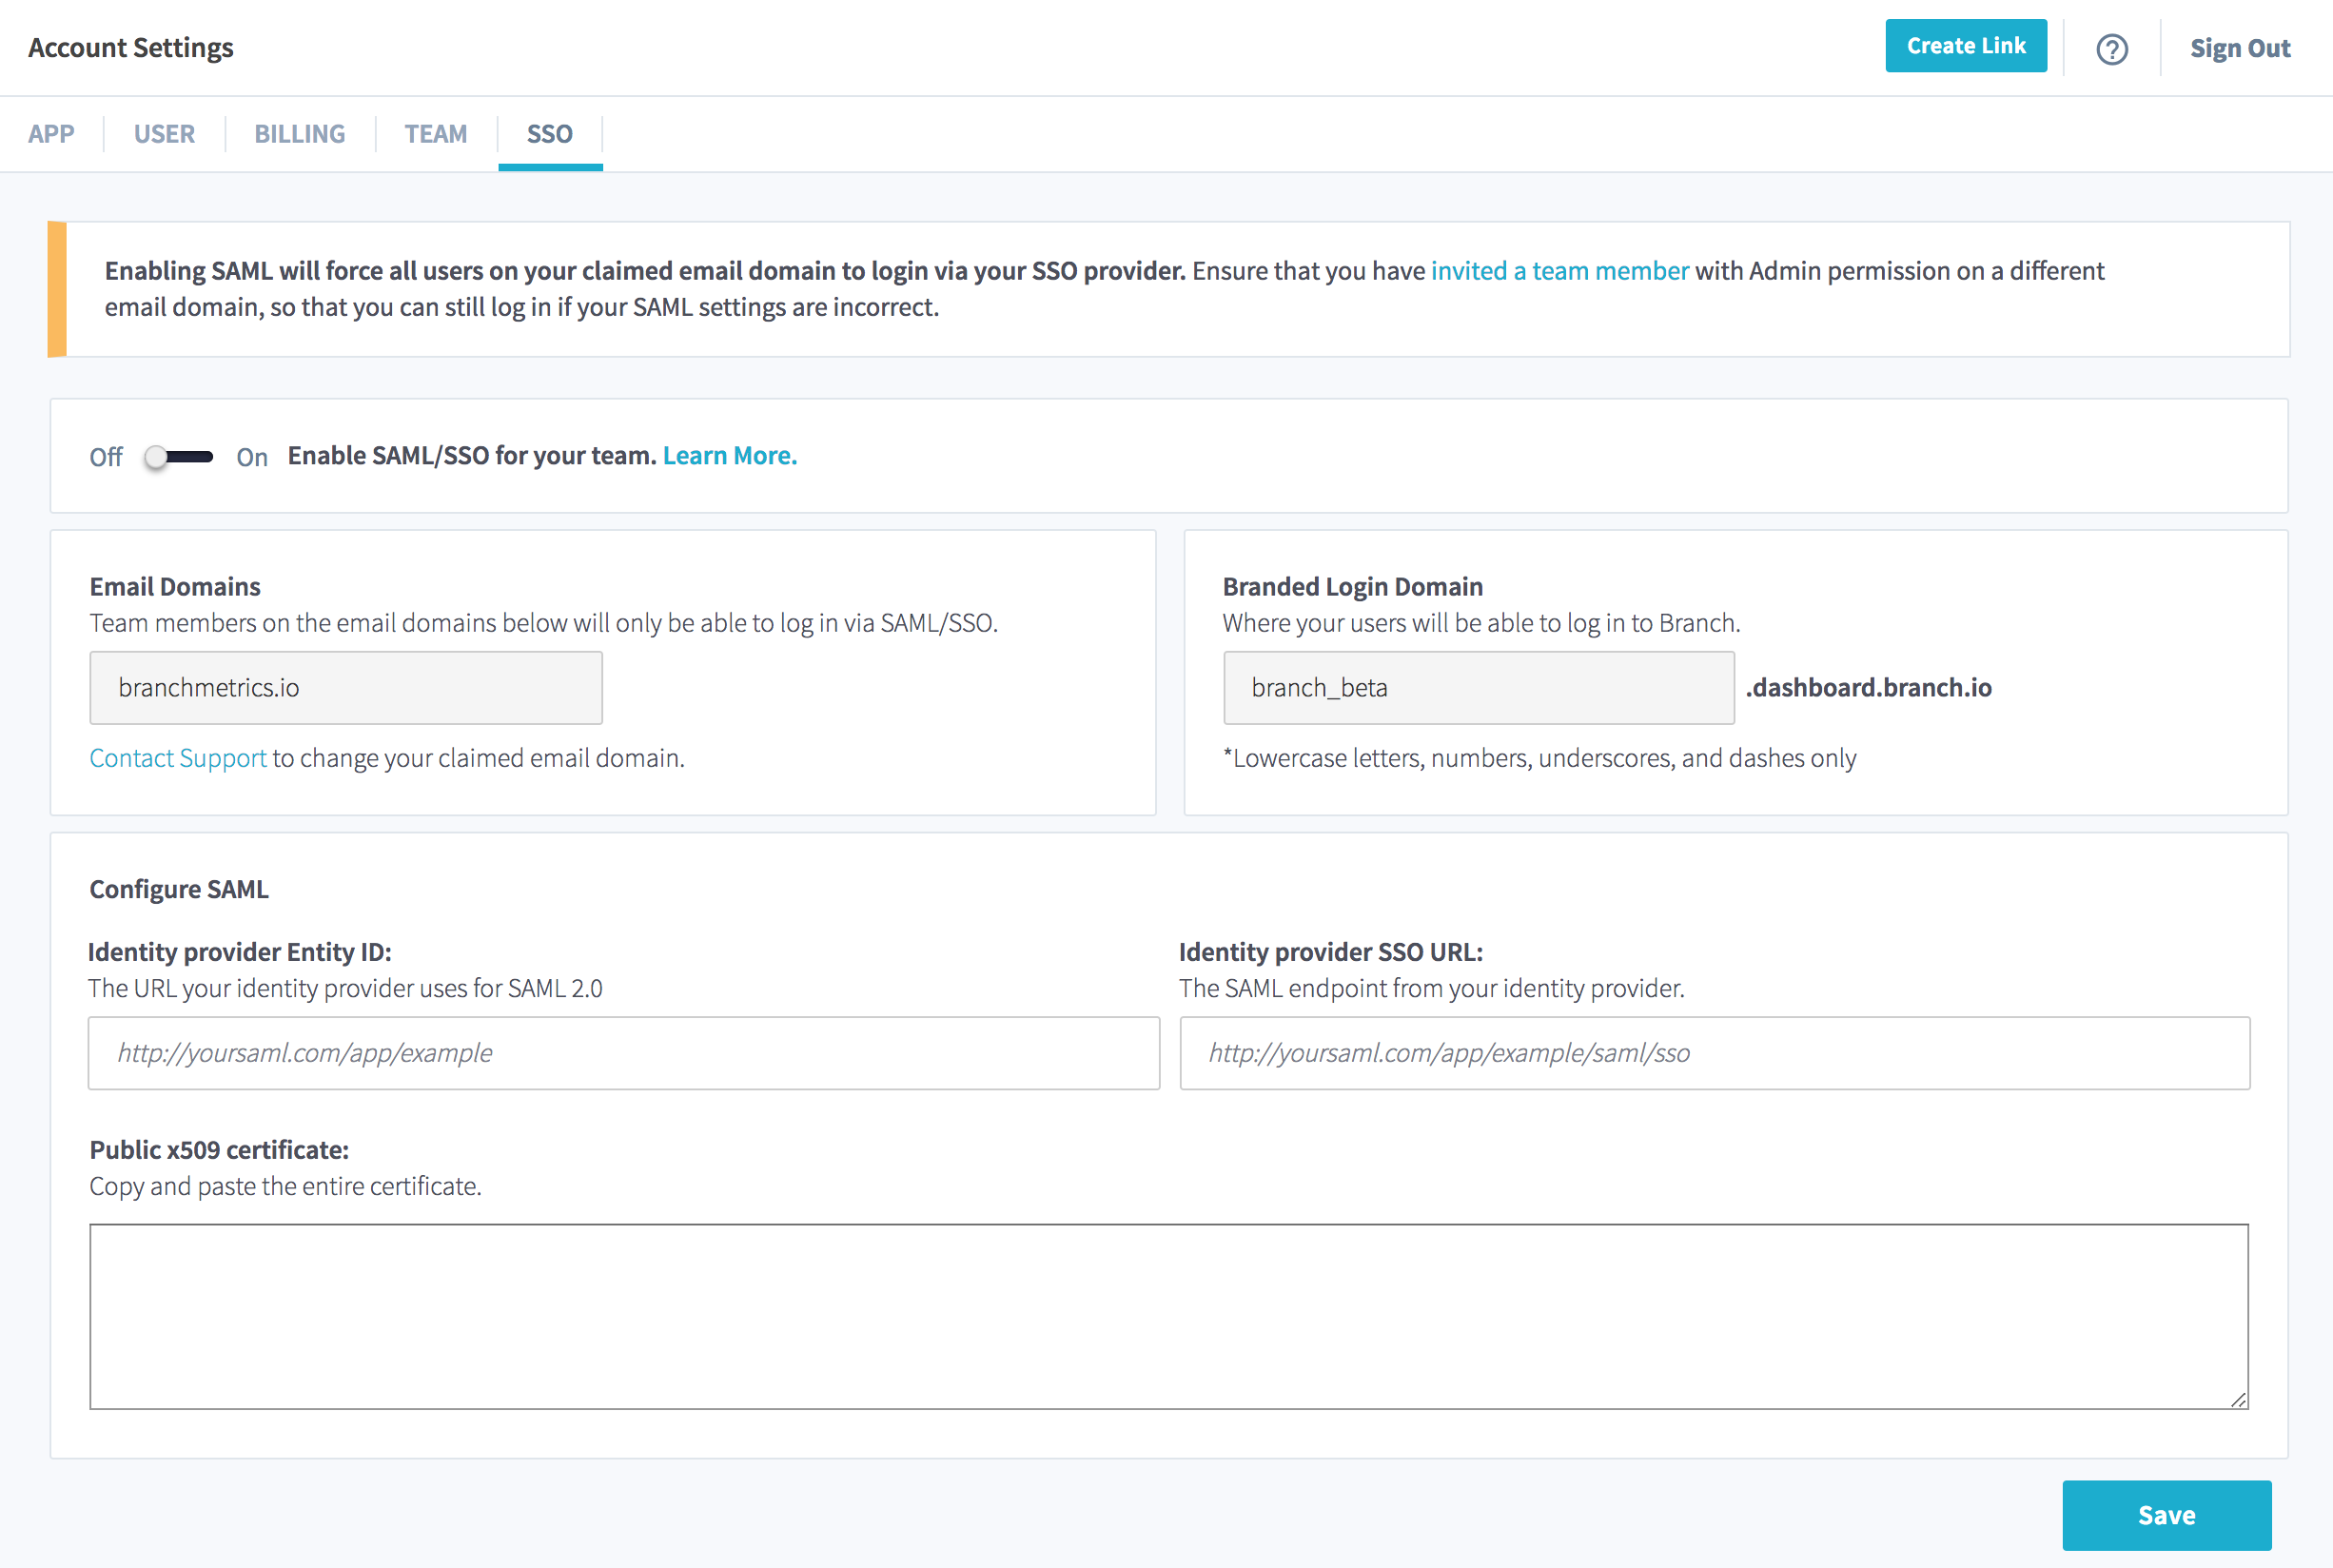 Account Settings
Create Link
Sign Out
APP
USER
BILLING
TEAM
SSO
Enabling SAML will force all users on your claimed email domain to login via your SSO provider. Ensure that you have invited a team member with Admin permission on a different
email domain, so that you can still log in if your SAML settings are incorrect.
Off
On
Enable SAML/SSO for your team. Learn More.
Email Domains
Team members on the email domains below will only be able to log in via SAML/SSO.
branchmetrics.io
Contact Support to change your claimed email domain.
Branded Login Domain
Where your users will be able to log in to Branch.
branch_beta
.dashboard.branch.io
*Lowercase letters, numbers, underscores, and dashes only
Configure SAML
Identity provider Entity ID:
The URL your identity provider uses for SAML 2.0
http://yoursaml.com/app/example
Identity provider SSO URL:
The SAML endpoint from your identity provider.
http://yoursaml.com/app/example/saml/sso
Public x509 certificate:
Copy and paste the entire certificate.
Save